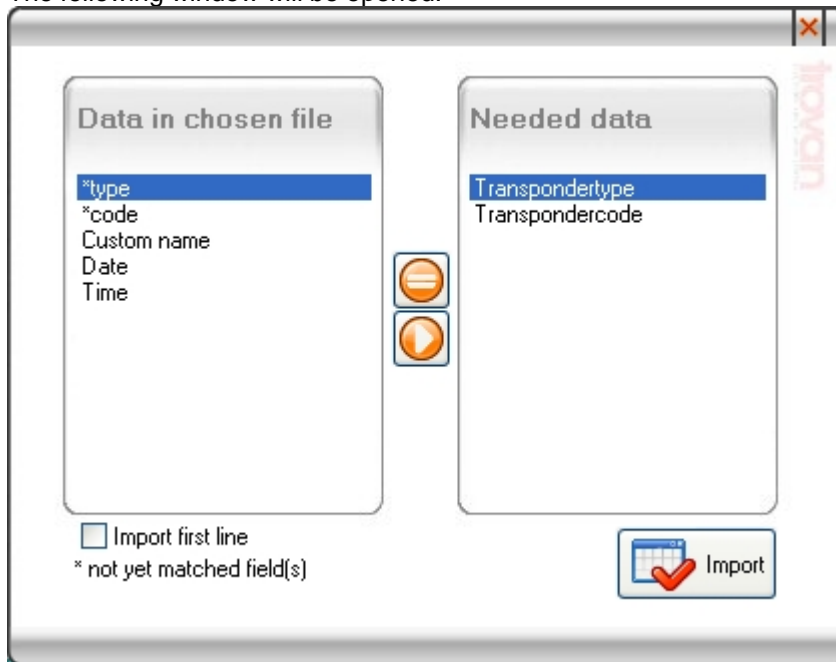 The following window will be opened:
trovan
Data in chosen file
*type
*code
Custom name
Date
Time
Needed data
Transpondertype
Transpondercode
Import first line
* not yet matched field(s)
Import